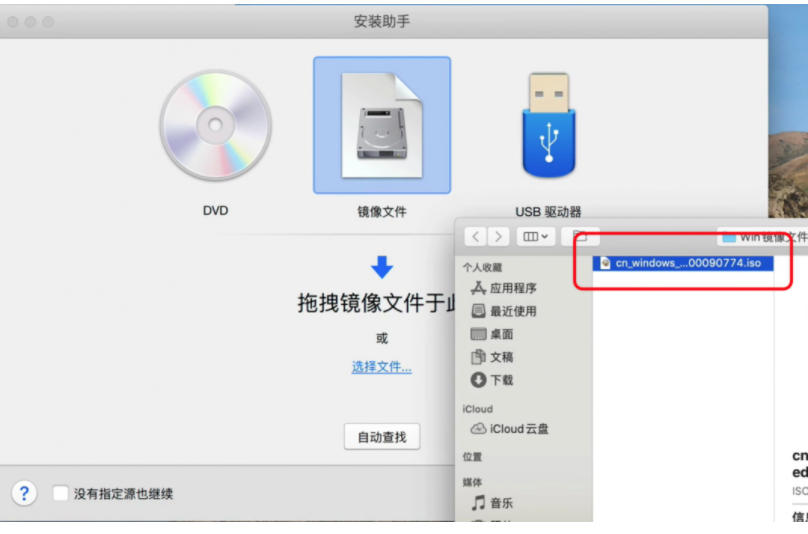 安装助手
DVD
镜像文件
USB 驱动器
拖拽镜像文件于
或
选择文件...
自动查找
?
没有指定源也继续
Win 镜像文件
个人收藏
应用程序
最近使用
桌面
文稿
下载
iCloud
iCloud 云盘
位置
媒体
音乐
cn_windows_...00090774.iso
cn
ed
ISO